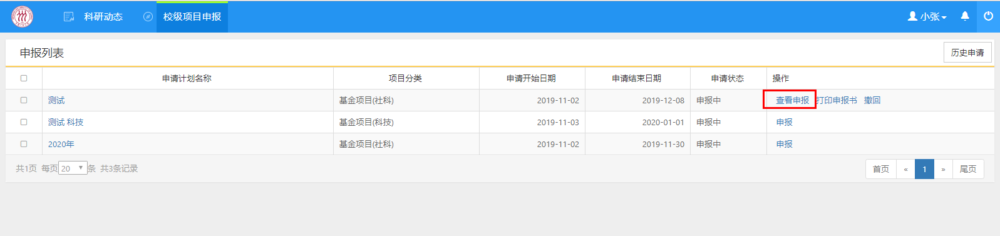 科研动态 校级项目申报 小张
申报列表 历史申请
申请计划名称 项目分类 申请开始日期 申请结束日期 申请状态 操作
测试 基金项目(社科) 2019-11-02 2019-12-08 申报中 查看申报 打印申报书 撤回
测试 科技 基金项目(科技) 2019-11-03 2020-01-01 申报中 申报
2020年 基金项目(社科) 2019-11-02 2019-11-30 申报中 申报
共1页 每页 20 条 共3条记录 首页 « 1 » 尾页